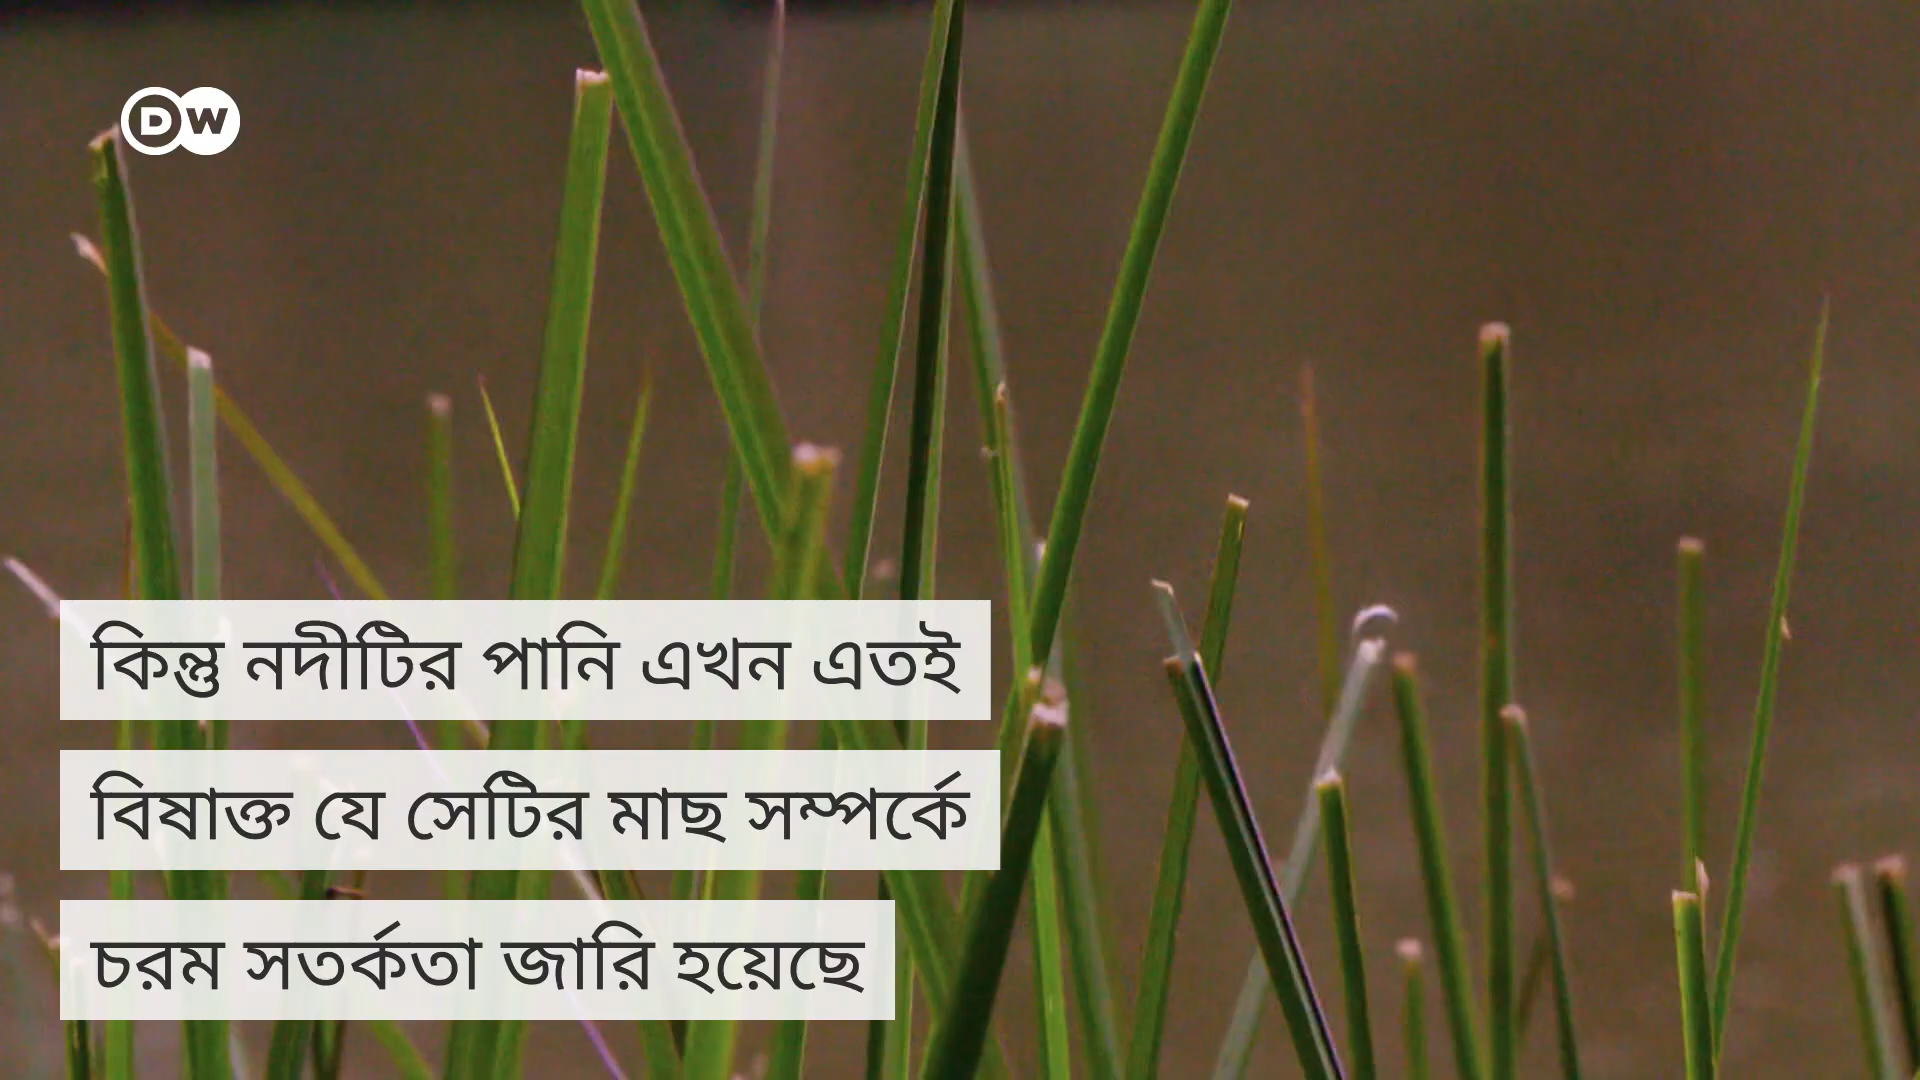 DW
কিন্তু নদীটির পানি এখন এতই
বিষাক্ত যে সেটির মাছ সম্পর্কে
চরম সতর্কতা জারি হয়েছে